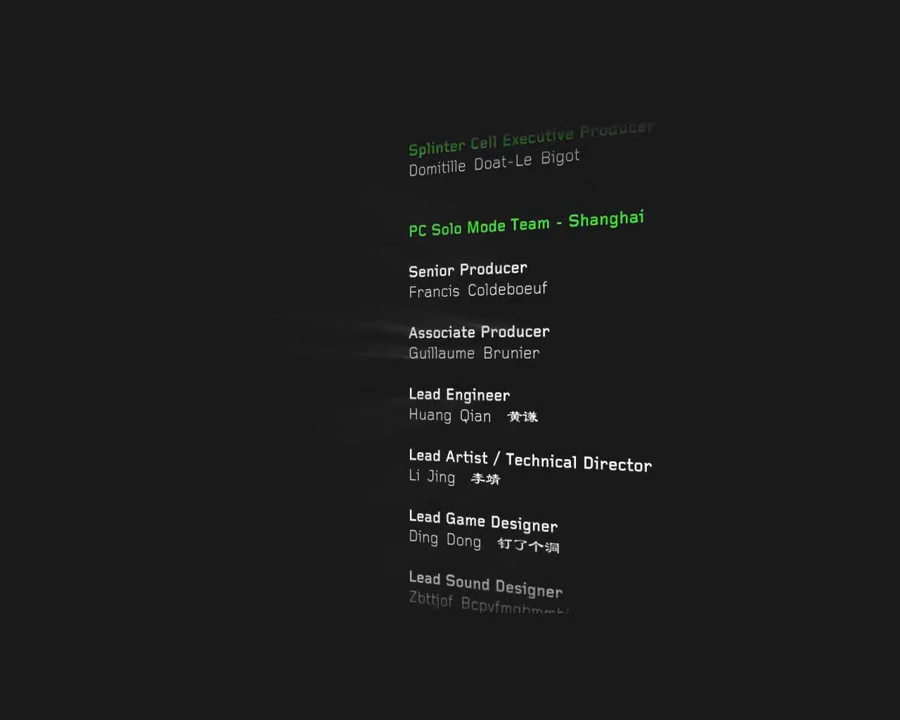 Splinter Cell Executive Producer
Domitille Doat-Le Bigot
PC Solo Mode Team - Shanghai
Senior Producer
Francis Coldeboeuf
Associate Producer
Guillaume Brunier
Lead Engineer
Huang Qian 黄谦
Lead Artist / Technical Director
Li Jing 李靖
Lead Game Designer
Ding Dong 钉了个洞
Lead Sound Designer
Zbttjof